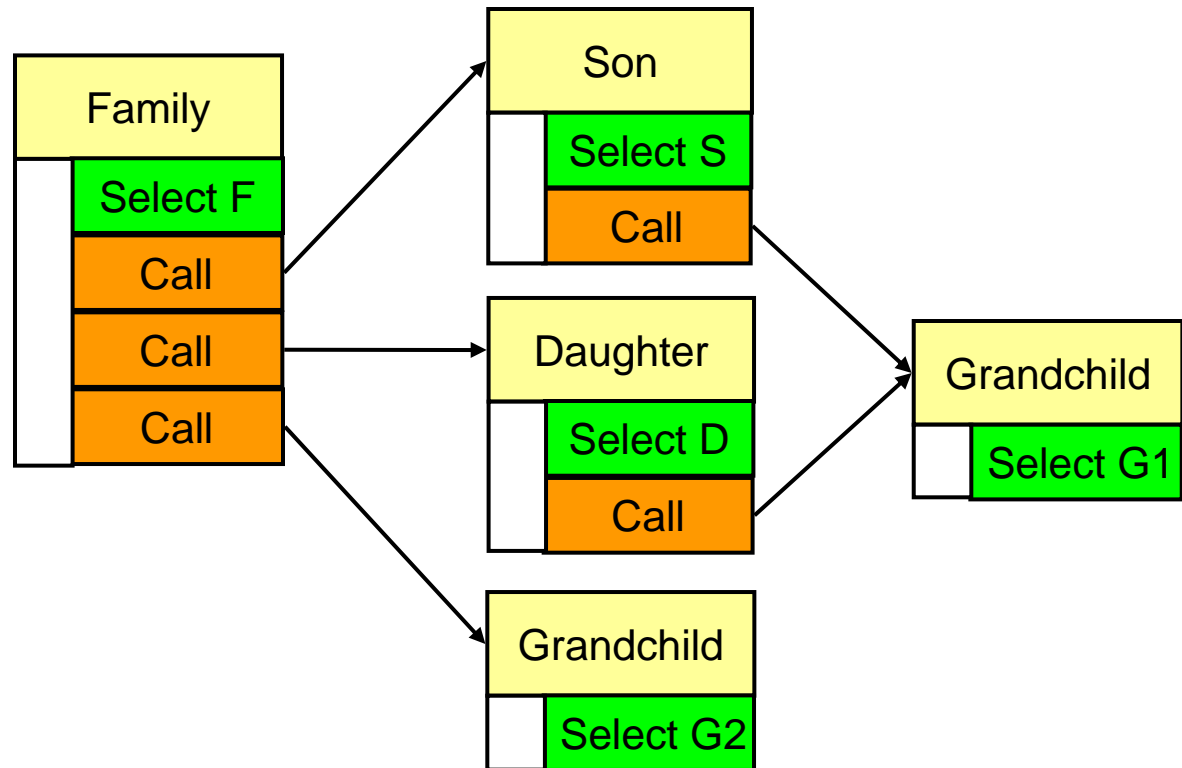 Family
Select F
Call
Call
Call
Son
Select S
Call
Daughter
Select D
Call
Grandchild
Select G2
Grandchild
Select G1